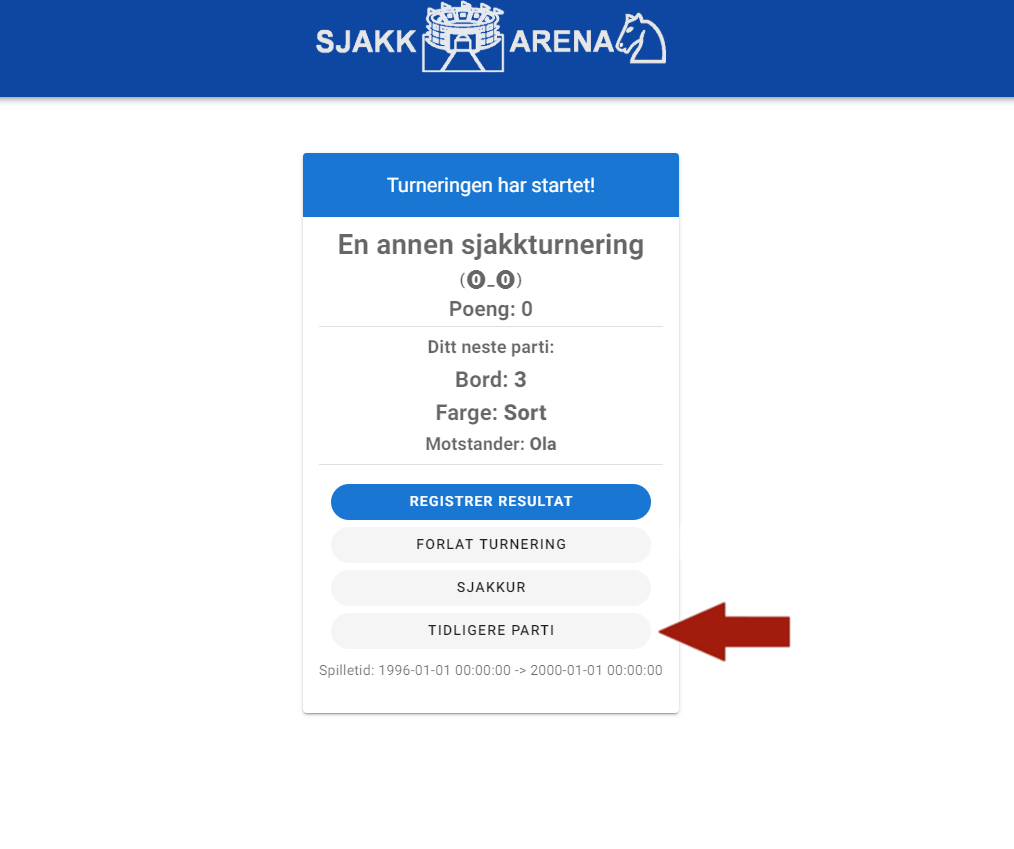 SJAKK ARENA
Turneringen har startet!
En annen sjakkturnering
(⓿_⓿)
Poeng: 0
Ditt neste parti:
Bord: 3
Farge: Sort
Motstander: Ola
REGISTRER RESULTAT
FORLAT TURNERING
SJAKKUR
TIDLIGERE PARTI
Spilletid: 1996-01-01 00:00:00 -> 2000-01-01 00:00:00